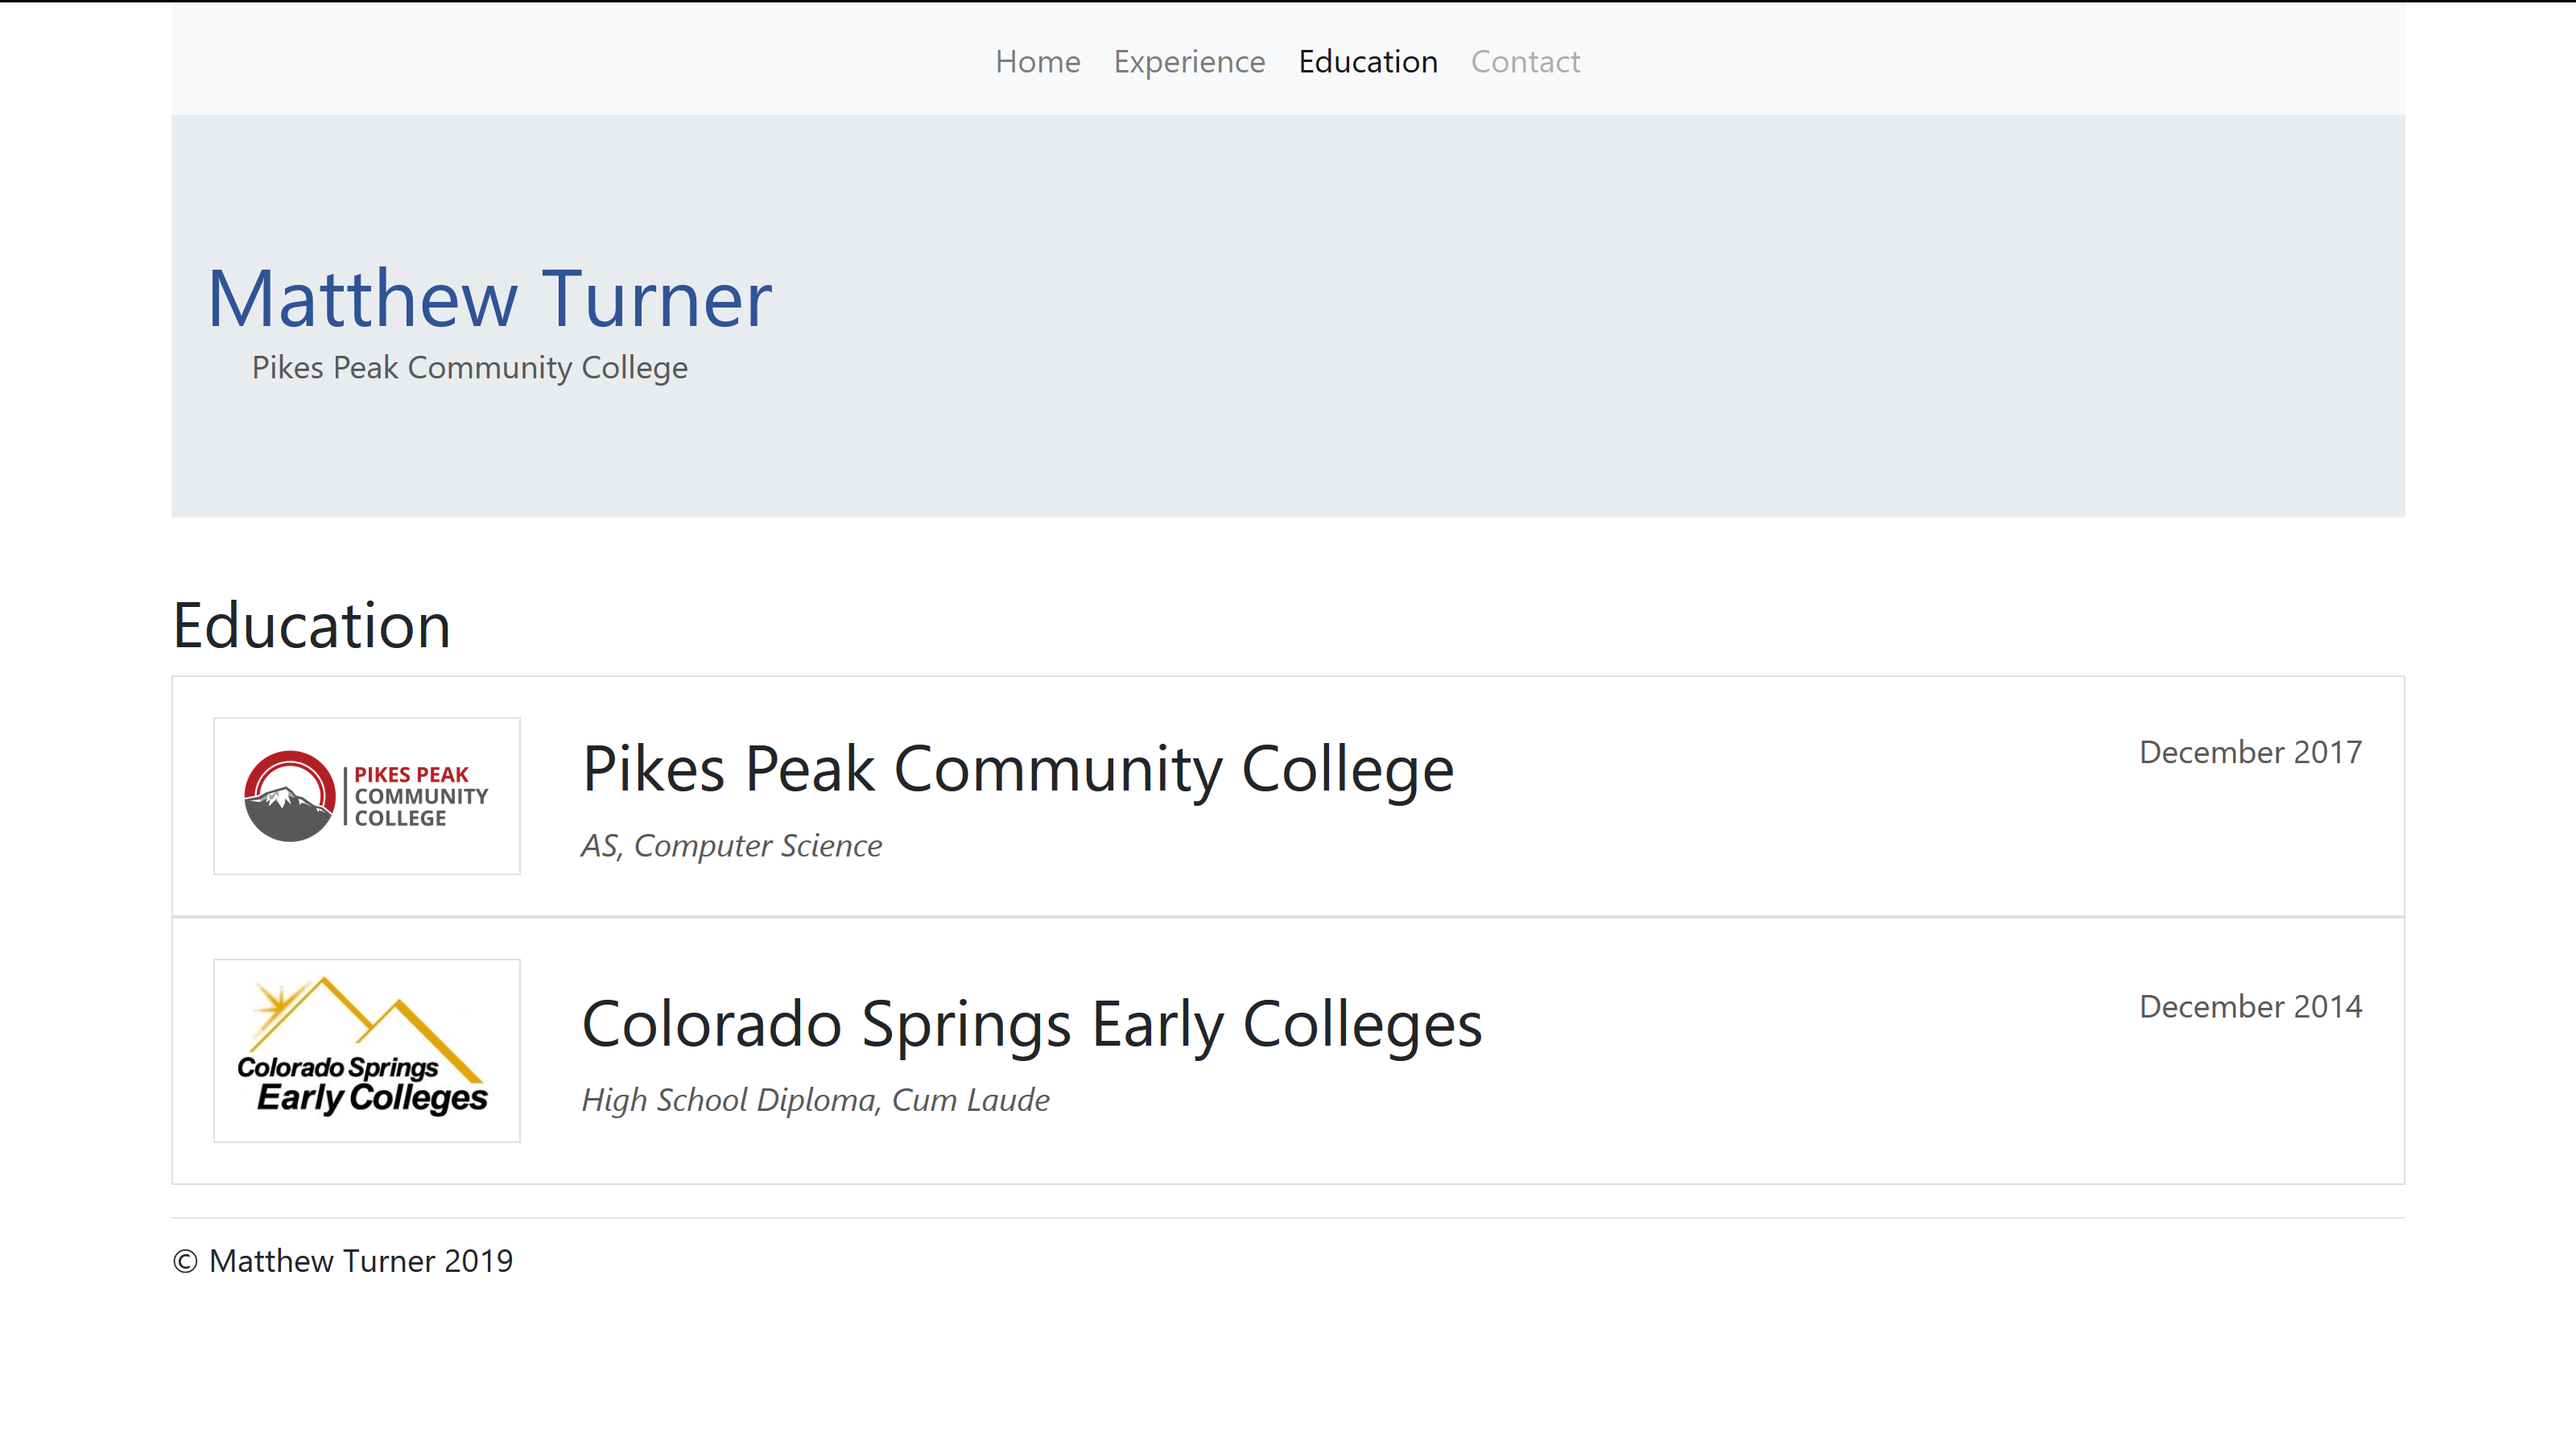 Home Experience Education Contact
Matthew Turner
Pikes Peak Community College
Education
PIKES PEAK
COMMUNITY
COLLEGE
Pikes Peak Community College
December 2017
AS, Computer Science
Colorado Springs
Early Colleges
Colorado Springs Early Colleges
December 2014
High School Diploma, Cum Laude
© Matthew Turner 2019